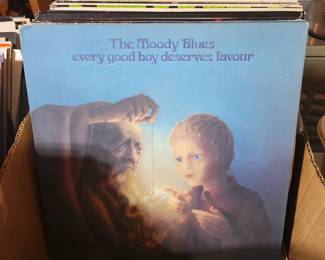 The Moody Blues
every good boy deserves favour